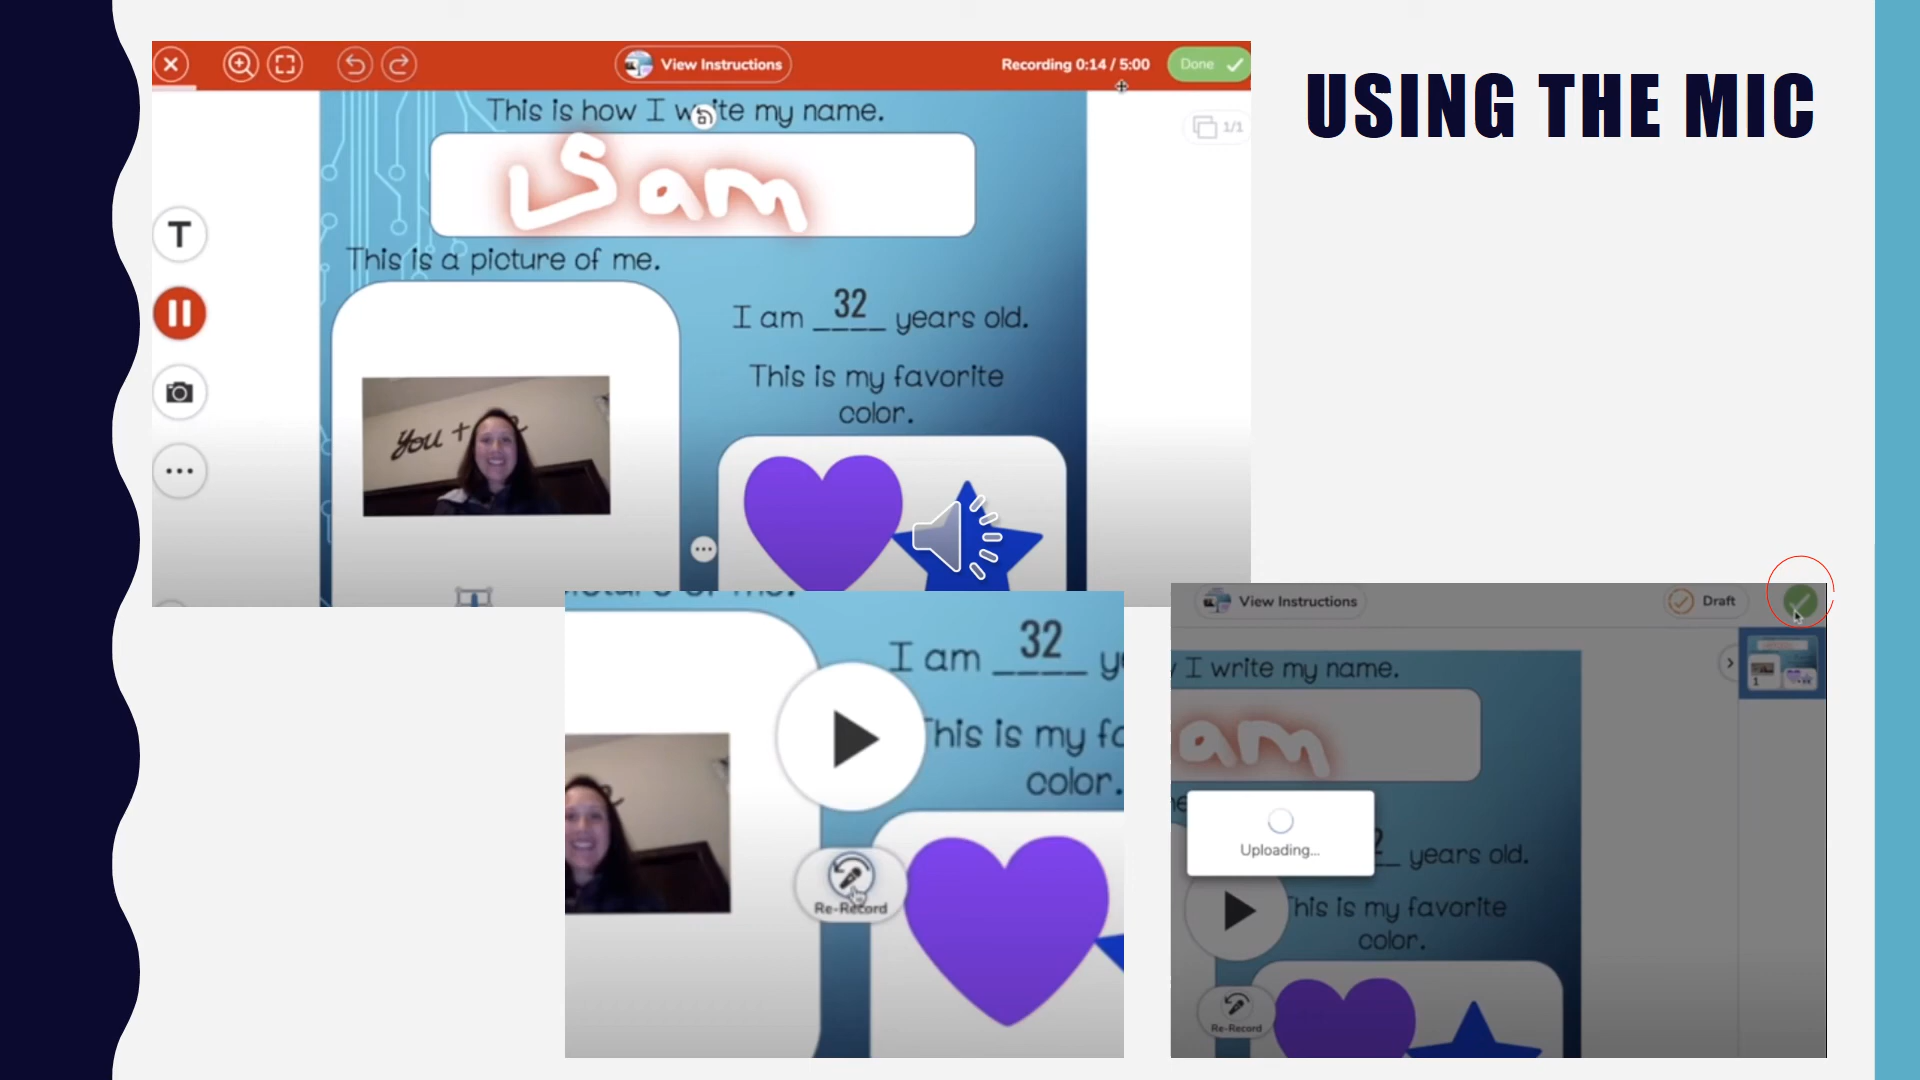 USING THE MIC
View Instructions
Recording 0:14 / 5:00
Done
This is how I write my name.
1/1
Sam
T
This is a picture of me.
I am 32 years old.
This is my favorite
color.
You +
I am 32
This is my
color.
Re-Record
View Instructions
Draft
I write my name.
am
1
Uploading...
years old.
This is my favorite
color.
Re-Record